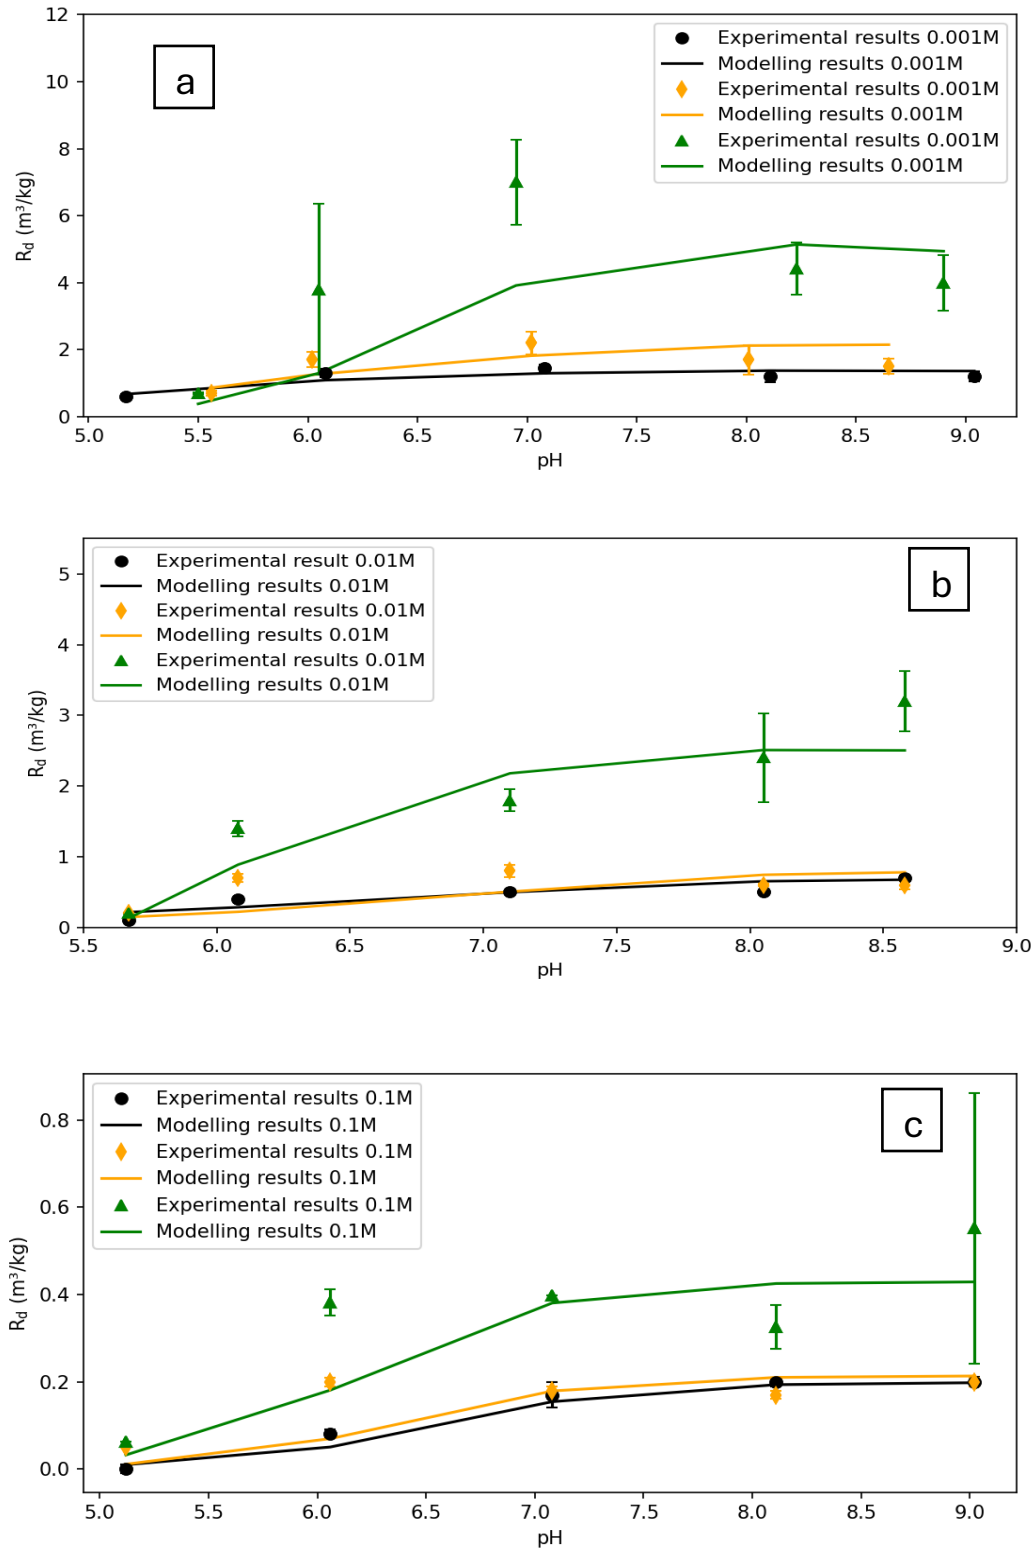 12
10
8
6
4
2
0
R_d (m³/kg)
a
Experimental results 0.001M
Modelling results 0.001M
Experimental results 0.001M
Modelling results 0.001M
Experimental results 0.001M
Modelling results 0.001M
5.0 5.5 6.0 6.5 7.0 7.5 8.0 8.5 9.0
pH
5
4
3
2
1
0
R_d (m³/kg)
Experimental result 0.01M
Modelling results 0.01M
Experimental results 0.01M
Modelling results 0.01M
Experimental results 0.01M
Modelling results 0.01M
b
5.5 6.0 6.5 7.0 7.5 8.0 8.5 9.0
pH
0.8
0.6
0.4
0.2
0.0
R_d (m³/kg)
Experimental results 0.1M
Modelling results 0.1M
Experimental results 0.1M
Modelling results 0.1M
Experimental results 0.1M
Modelling results 0.1M
c
5.0 5.5 6.0 6.5 7.0 7.5 8.0 8.5 9.0
pH